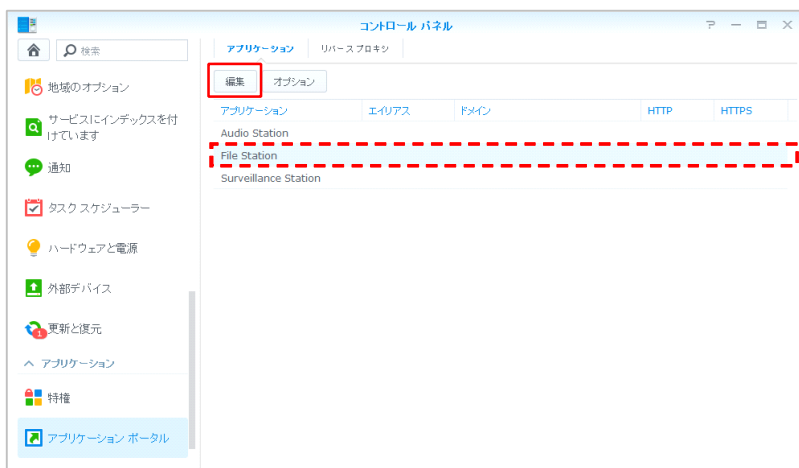 コントロール パネル
検索
地域のオプション
サービスにインデックスを付
けています
通知
タスク スケジューラー
ハードウェアと電源
外部デバイス
1
更新と復元
アプリケーション
特権
アプリケーション ポータル
アプリケーション リバース プロキシ
編集 オプション
アプリケーション エイリアス ドメイン HTTP HTTPS
Audio Station
File Station
Surveillance Station